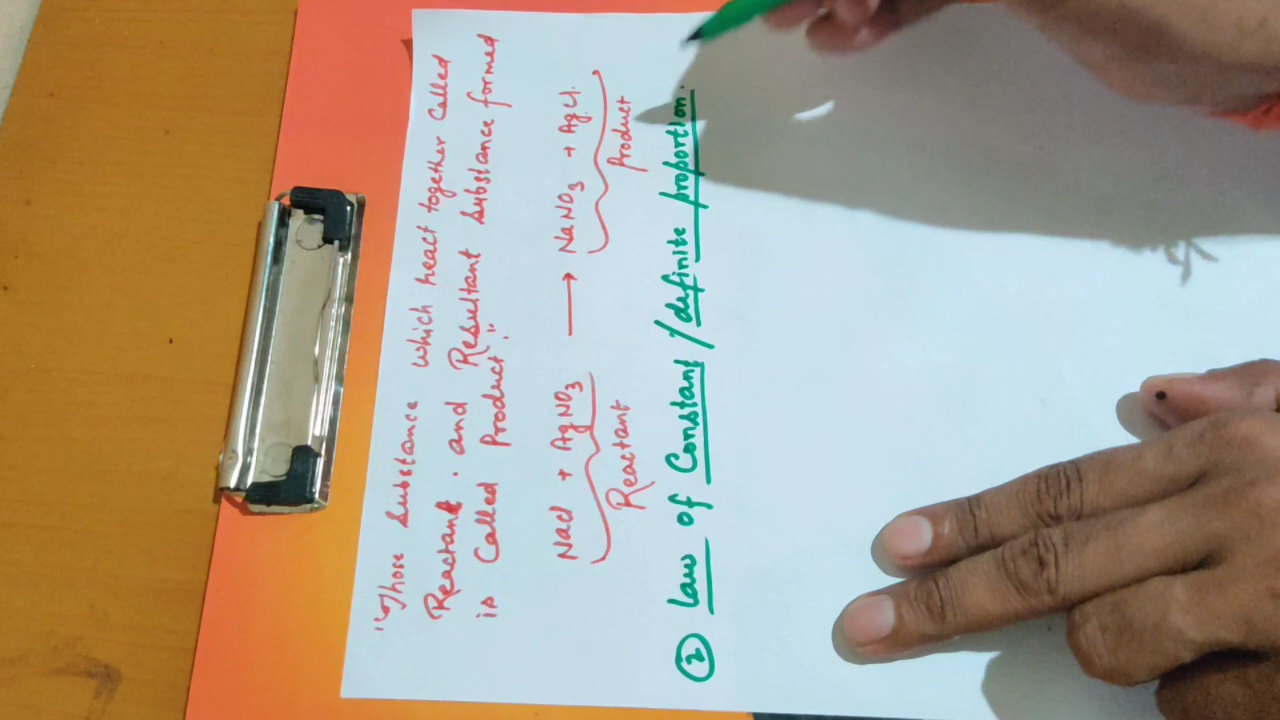 "Those Substance which react together called
Reactant. and Resultant Substance formed
is Called Product."
Nacl + AgNO3 → NaNO3 + Agcl.
Reactant Product
② Law of Constant / definite proportion.